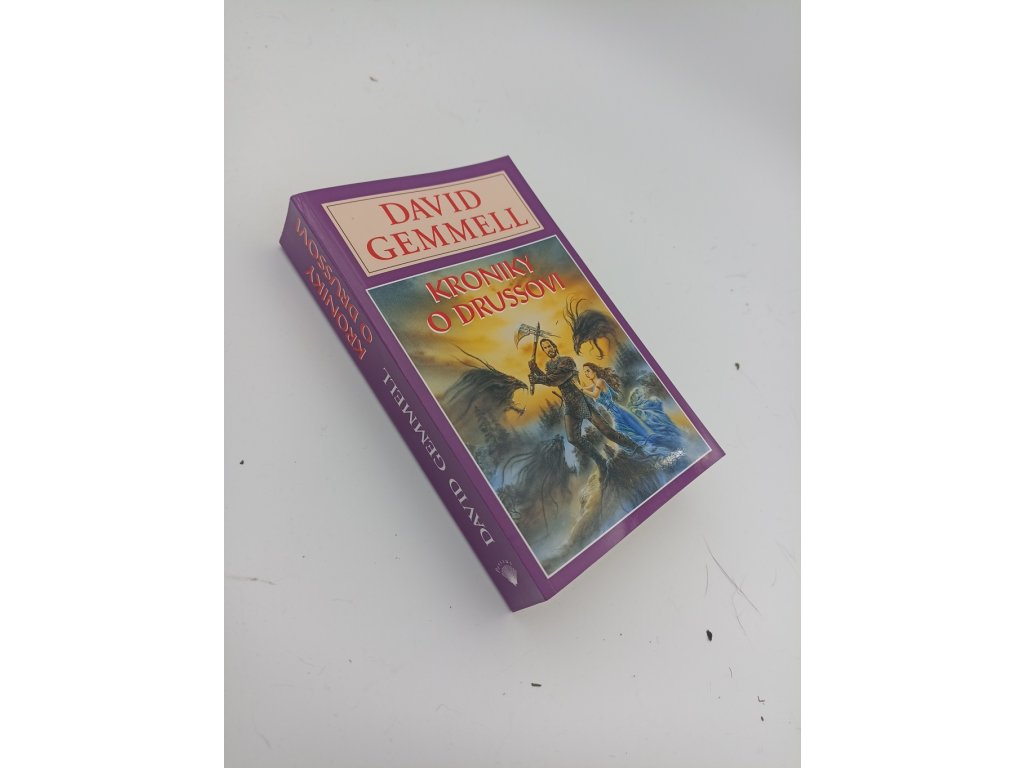 DAVID
GEMMELL
KRONIKY
O DRUSSOVI
KRONIKY
O DRUSSOVI
DAVID GEMMELL